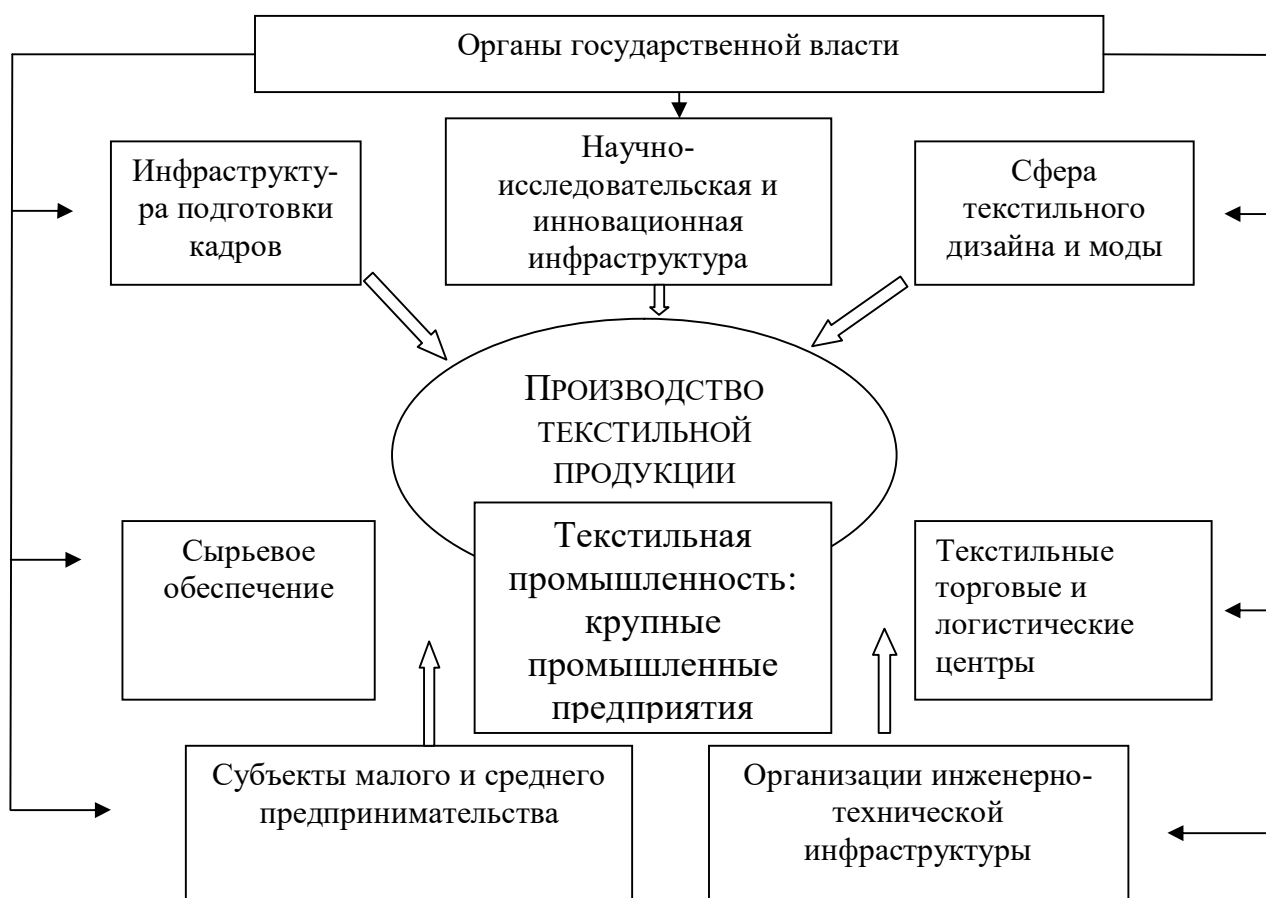 Органы государственной власти
Инфраструкту-
ра подготовки
кадров
Научно-
исследовательская и
инновационная
инфраструктура
Сфера
текстильного
дизайна и моды
ПРОИЗВОДСТВО
ТЕКСТИЛЬНОЙ
ПРОДУКЦИИ
Сырьевое
обеспечение
Текстильная
промышленность:
крупные
промышленные
предприятия
Текстильные
торговые и
логистические
центры
Субъекты малого и среднего
предпринимательства
Организации инженерно-
технической
инфраструктуры